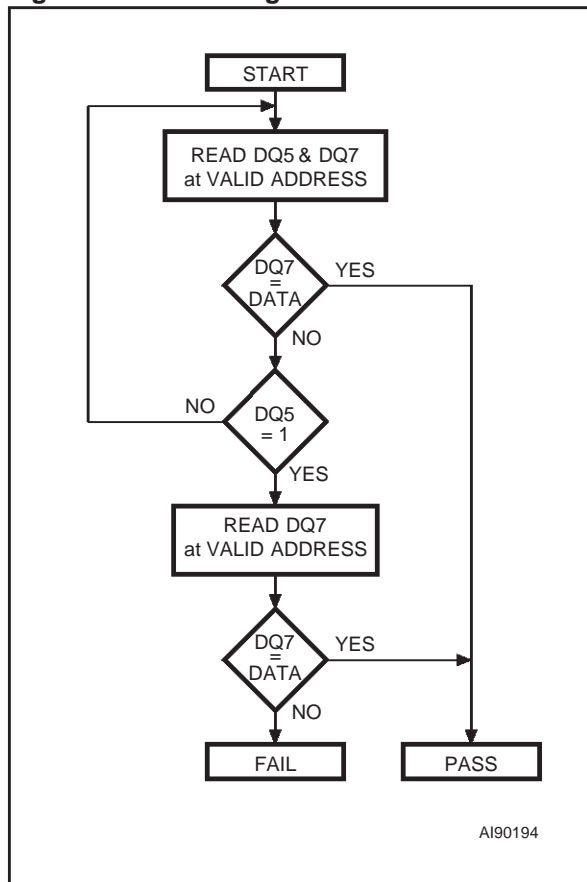 START
READ DQ5 & DQ7
at VALID ADDRESS
DQ7
=
DATA
YES
NO
NO
DQ5
= 1
YES
READ DQ7
at VALID ADDRESS
DQ7
=
DATA
YES
NO
FAIL
PASS
AI90194